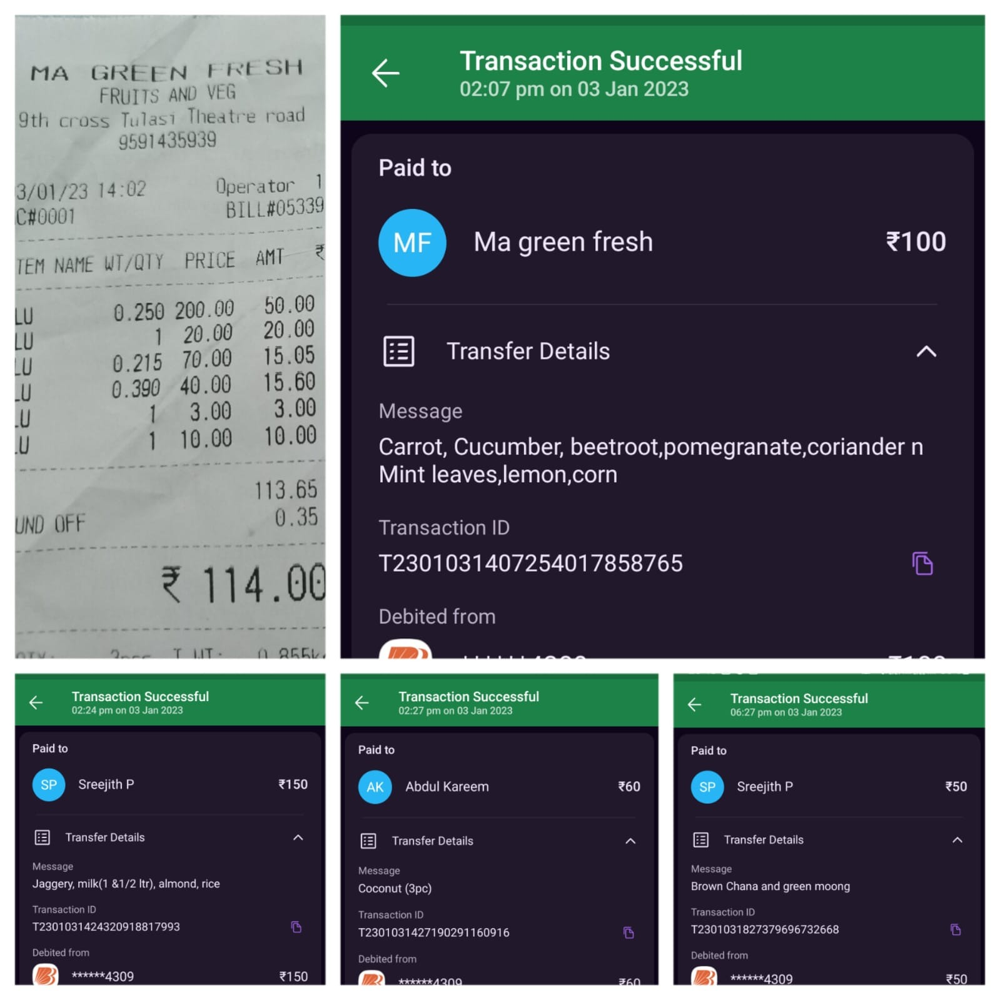 MA GREEN FRESH
FRUITS AND VEG
9th cross Tulasi Theatre road
9591435939
3/01/23 14:02 Operator 1
C#0001 BILL#05339
TEM NAME WT/QTY PRICE AMT ₹
LU 0.250 200.00 50.00
LU 1 20.00 20.00
LU 0.215 70.00 15.05
LU 0.390 40.00 15.60
LU 1 3.00 3.00
LU 1 10.00 10.00
113.65
UND OFF 0.35
₹ 114.00
T.WT: 0.855k
Transaction Successful
02:07 pm on 03 Jan 2023
Paid to
MF Ma green fresh ₹100
Transfer Details
Message
Carrot, Cucumber, beetroot,pomegranate,coriander n
Mint leaves,lemon,corn
Transaction ID
T2301031407254017858765
Debited from
Transaction Successful
02:24 pm on 03 Jan 2023
Paid to
SP Sreejith P ₹150
Transfer Details
Message
Jaggery, milk(1 &1/2 ltr), almond, rice
Transaction ID
T2301031424320918817993
Debited from
******4309 ₹150
Transaction Successful
02:27 pm on 03 Jan 2023
Paid to
AK Abdul Kareem ₹60
Transfer Details
Message
Coconut (3pc)
Transaction ID
T2301031427190291160916
Debited from
******4309 ₹60
Transaction Successful
06:27 pm on 03 Jan 2023
Paid to
SP Sreejith P ₹50
Transfer Details
Message
Brown Chana and green moong
Transaction ID
T2301031827379696732668
Debited from
******4309 ₹50